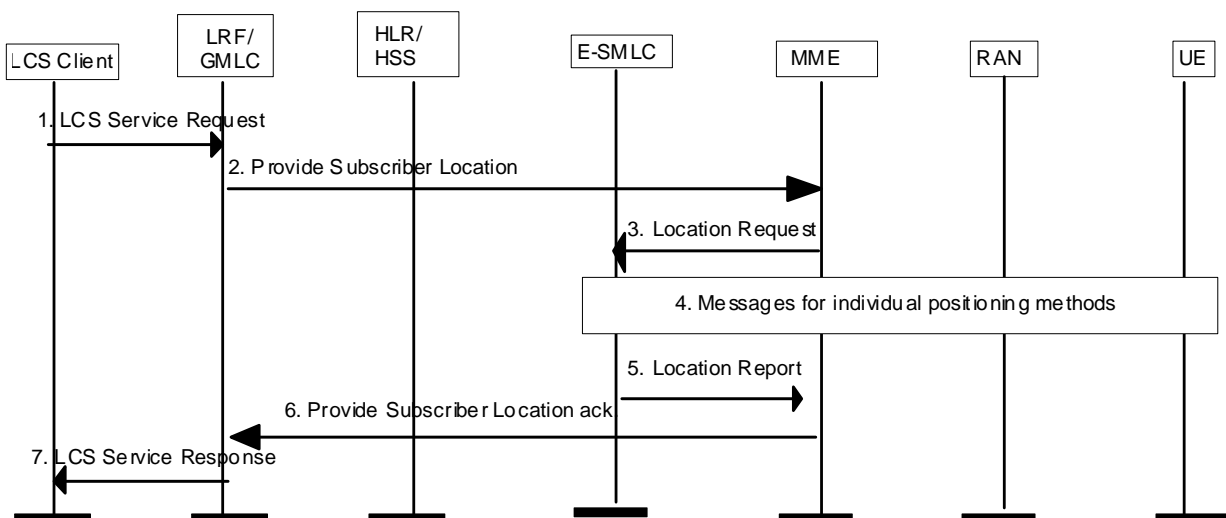 LRF/
GMLC
HLR/
HSS
LCS Client
E-SMLC
MME
RAN
UE
1. LCS Service Request
2. Provide Subscriber Location
3. Location Request
4. Messages for individual positioning methods
5. Location Report
6. Provide Subscriber Location ack
7. LCS Service Response